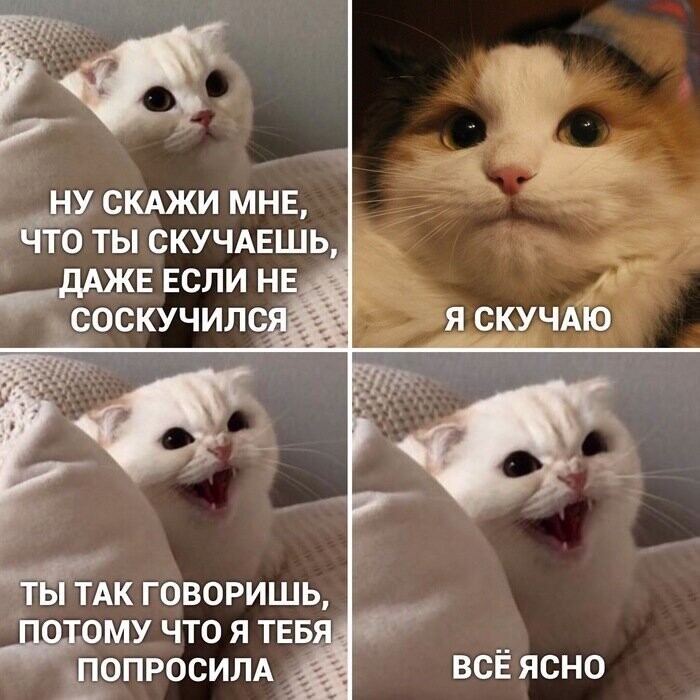 НУ СКАЖИ МНЕ,
ЧТО ТЫ СКУЧАЕШЬ,
ДАЖЕ ЕСЛИ НЕ
СОСКУЧИЛСЯ
Я СКУЧАЮ
ТЫ ТАК ГОВОРИШЬ,
ПОТОМУ ЧТО Я ТЕБЯ
ПОПРОСИЛА
ВСЁ ЯСНО